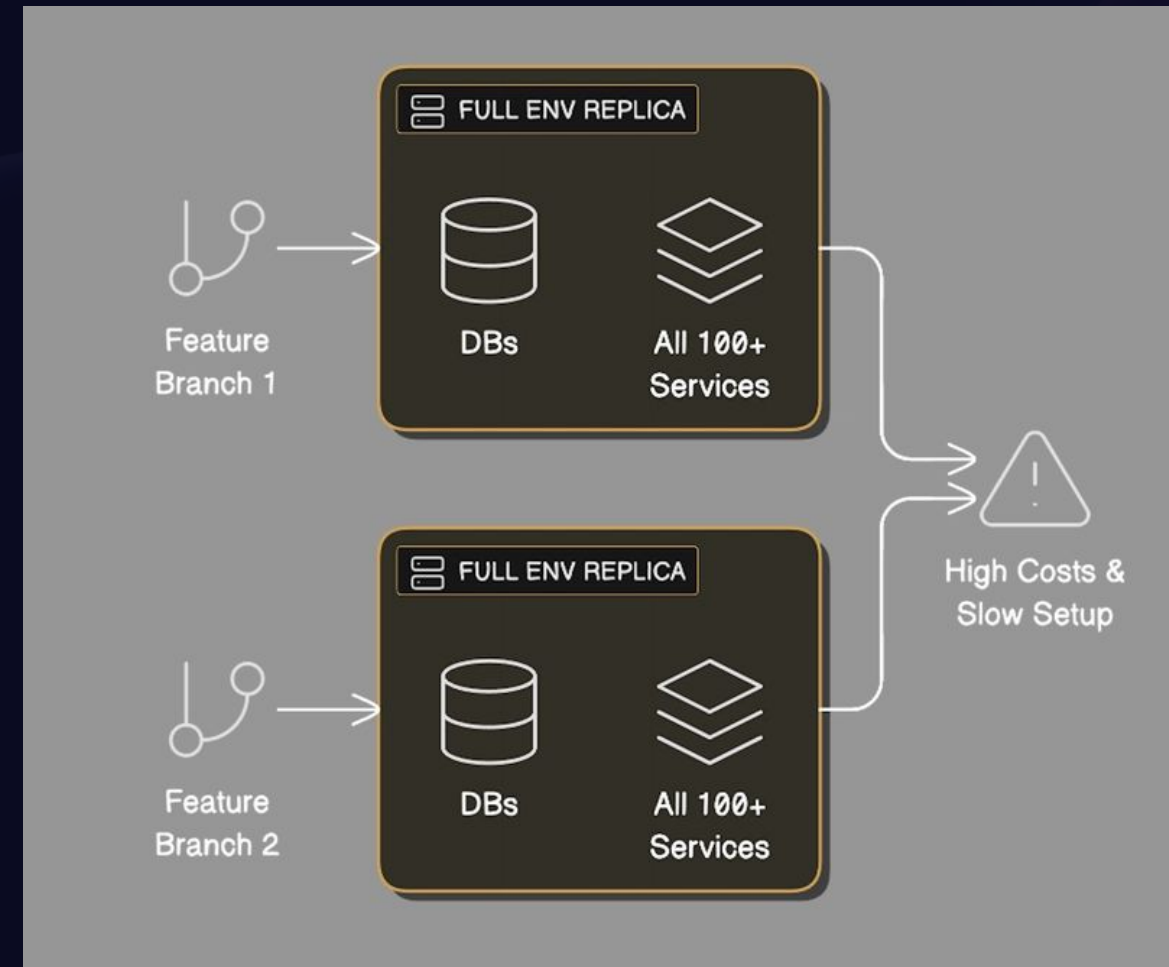 FULL ENV REPLICA
Feature
Branch 1
DBs
All 100+
Services
High Costs &
Slow Setup
FULL ENV REPLICA
Feature
Branch 2
DBs
All 100+
Services